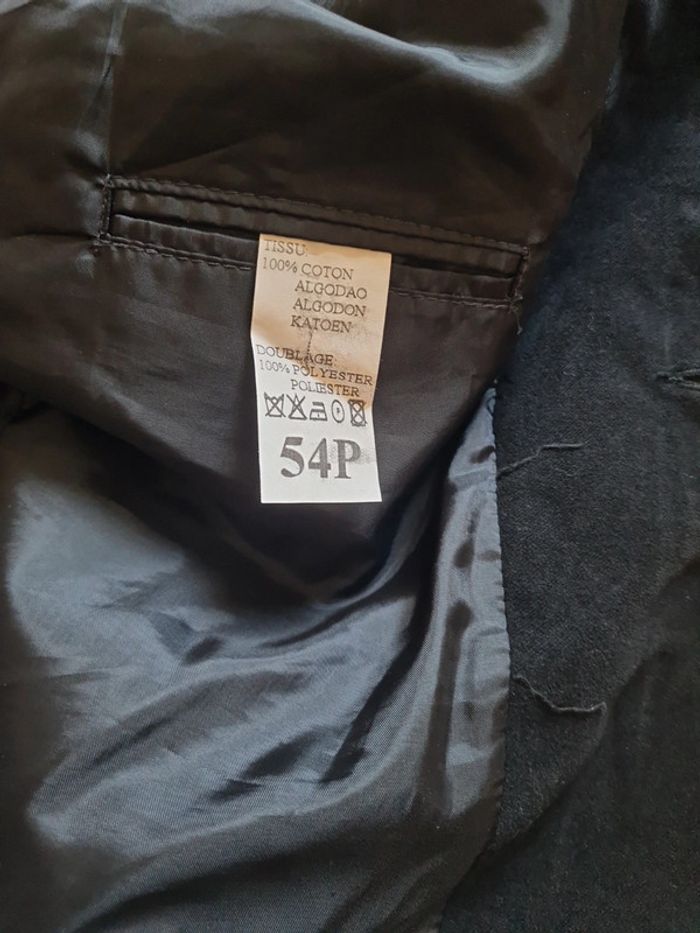 TISSU:
100% COTON
ALGODAO
ALGODON
KATOEN
DOUBLAGE:
100% POLYESTER
POLIESTER
54P